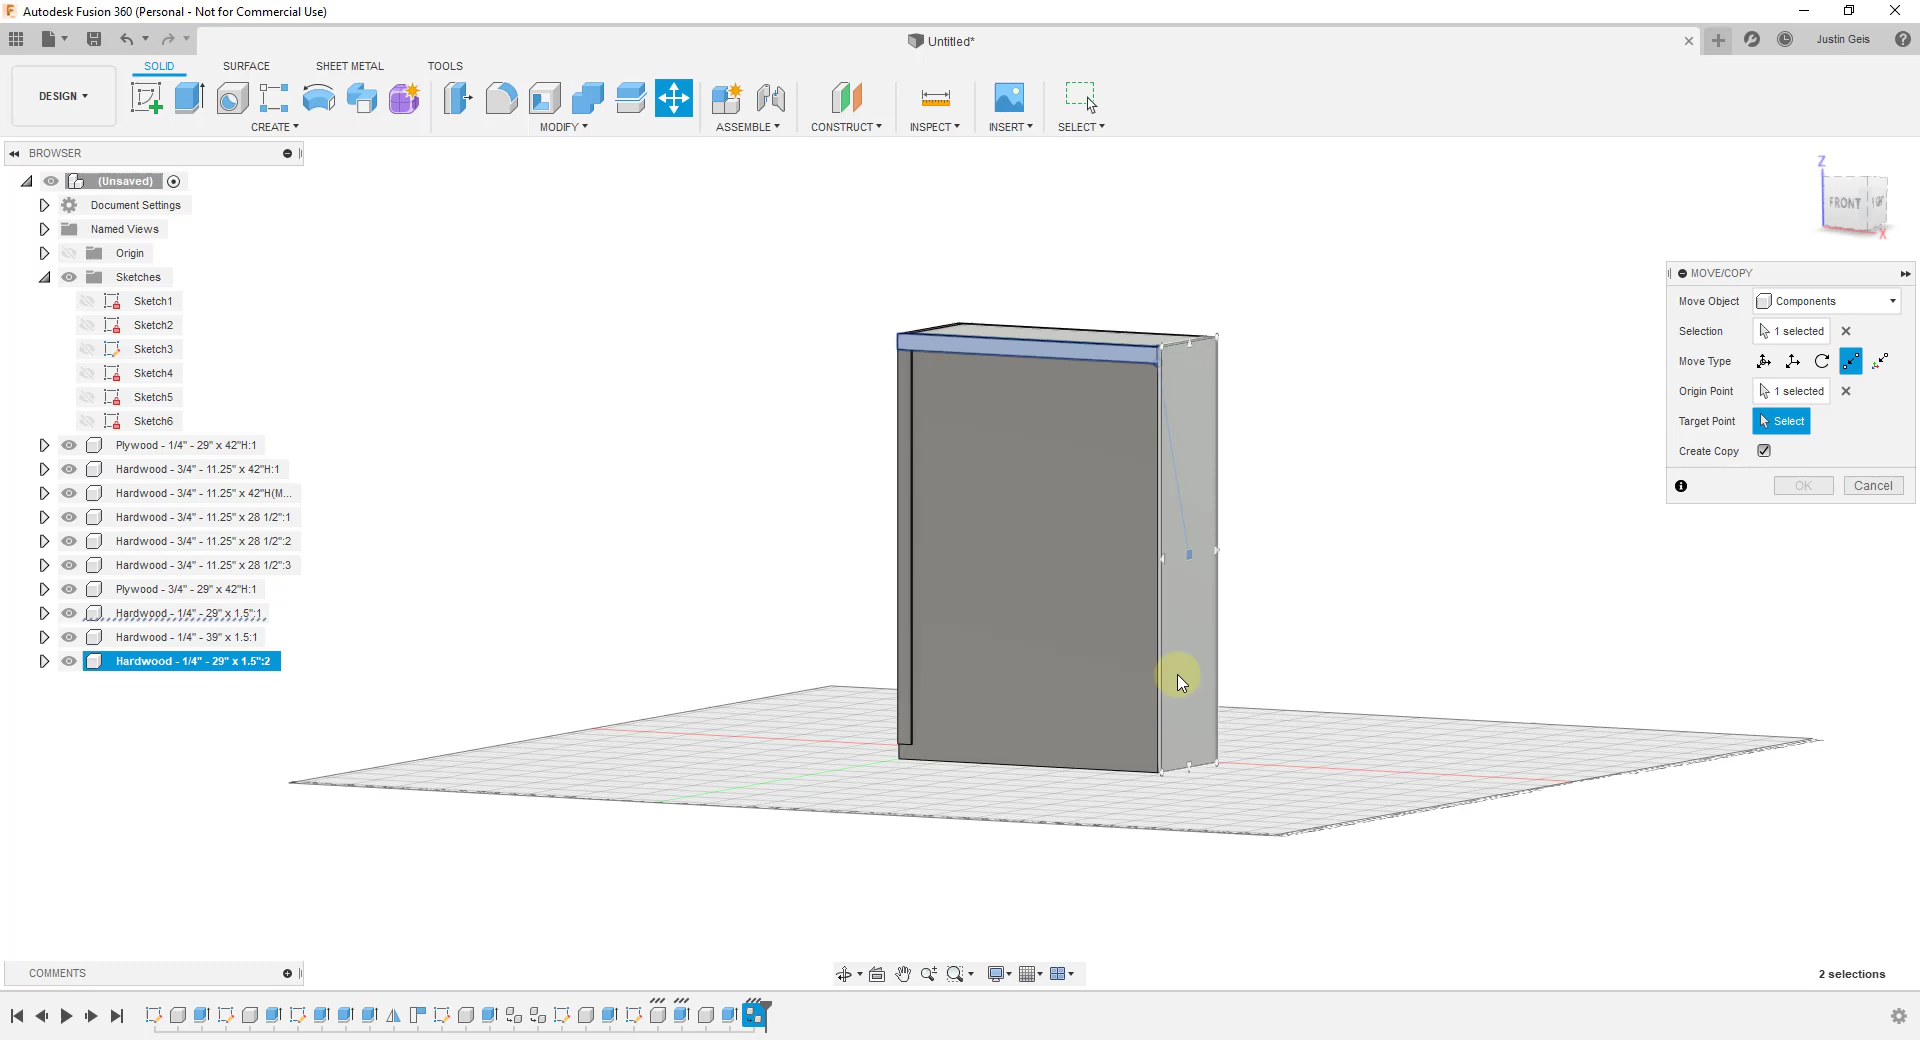 Autodesk Fusion 360 (Personal - Not for Commercial Use)
Untitled*
Justin Geis
SOLID SURFACE SHEET METAL TOOLS
DESIGN
CREATE MODIFY ASSEMBLE CONSTRUCT INSPECT INSERT SELECT
BROWSER
(Unsaved)
Document Settings
Named Views
Origin
Sketches
Sketch1
Sketch2
Sketch3
Sketch4
Sketch5
Sketch6
Plywood - 1/4" - 29" x 42"H:1
Hardwood - 3/4" - 11.25" x 42"H:1
Hardwood - 3/4" - 11.25" x 42"H(M...
Hardwood - 3/4" - 11.25" x 28 1/2":1
Hardwood - 3/4" - 11.25" x 28 1/2":2
Hardwood - 3/4" - 11.25" x 28 1/2":3
Plywood - 3/4" - 29" x 42"H:1
Hardwood - 1/4" - 29" x 1.5":1
Hardwood - 1/4" - 39" x 1.5:1
Hardwood - 1/4" - 29" x 1.5":2
Z
FRONT
X
MOVE/COPY
Move Object Components
Selection 1 selected
Move Type
Origin Point 1 selected
Target Point Select
Create Copy
OK Cancel
COMMENTS
2 selections